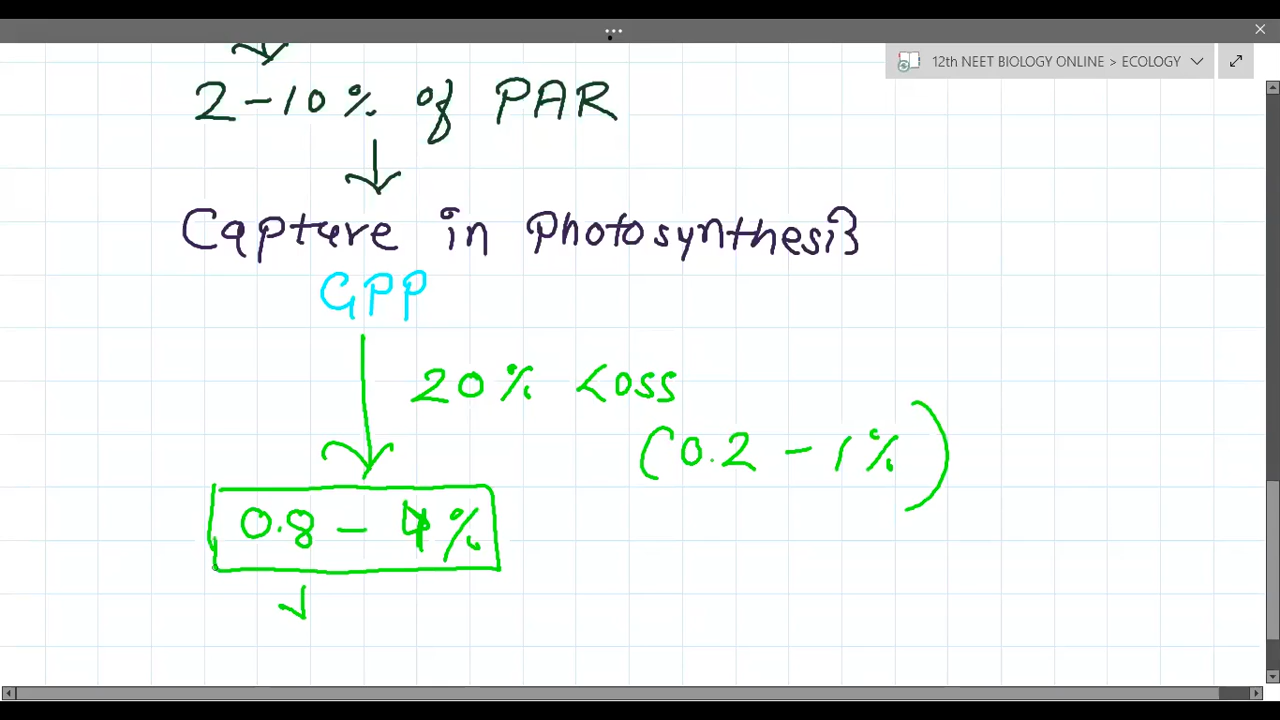 12th NEET BIOLOGY ONLINE > ECOLOGY
2-10% of PAR
Capture in Photosynthesis
GPP
20% Loss
(0.2 - 1%)
0.8 - 4%